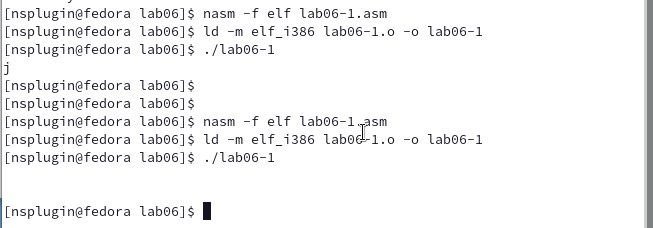 [nsplugin@fedora lab06]$ nasm -f elf lab06-1.asm
[nsplugin@fedora lab06]$ ld -m elf_i386 lab06-1.o -o lab06-1
[nsplugin@fedora lab06]$ ./lab06-1
j
[nsplugin@fedora lab06]$
[nsplugin@fedora lab06]$
[nsplugin@fedora lab06]$ nasm -f elf lab06-1.asm
[nsplugin@fedora lab06]$ ld -m elf_i386 lab06-1.o -o lab06-1
[nsplugin@fedora lab06]$ ./lab06-1
[nsplugin@fedora lab06]$